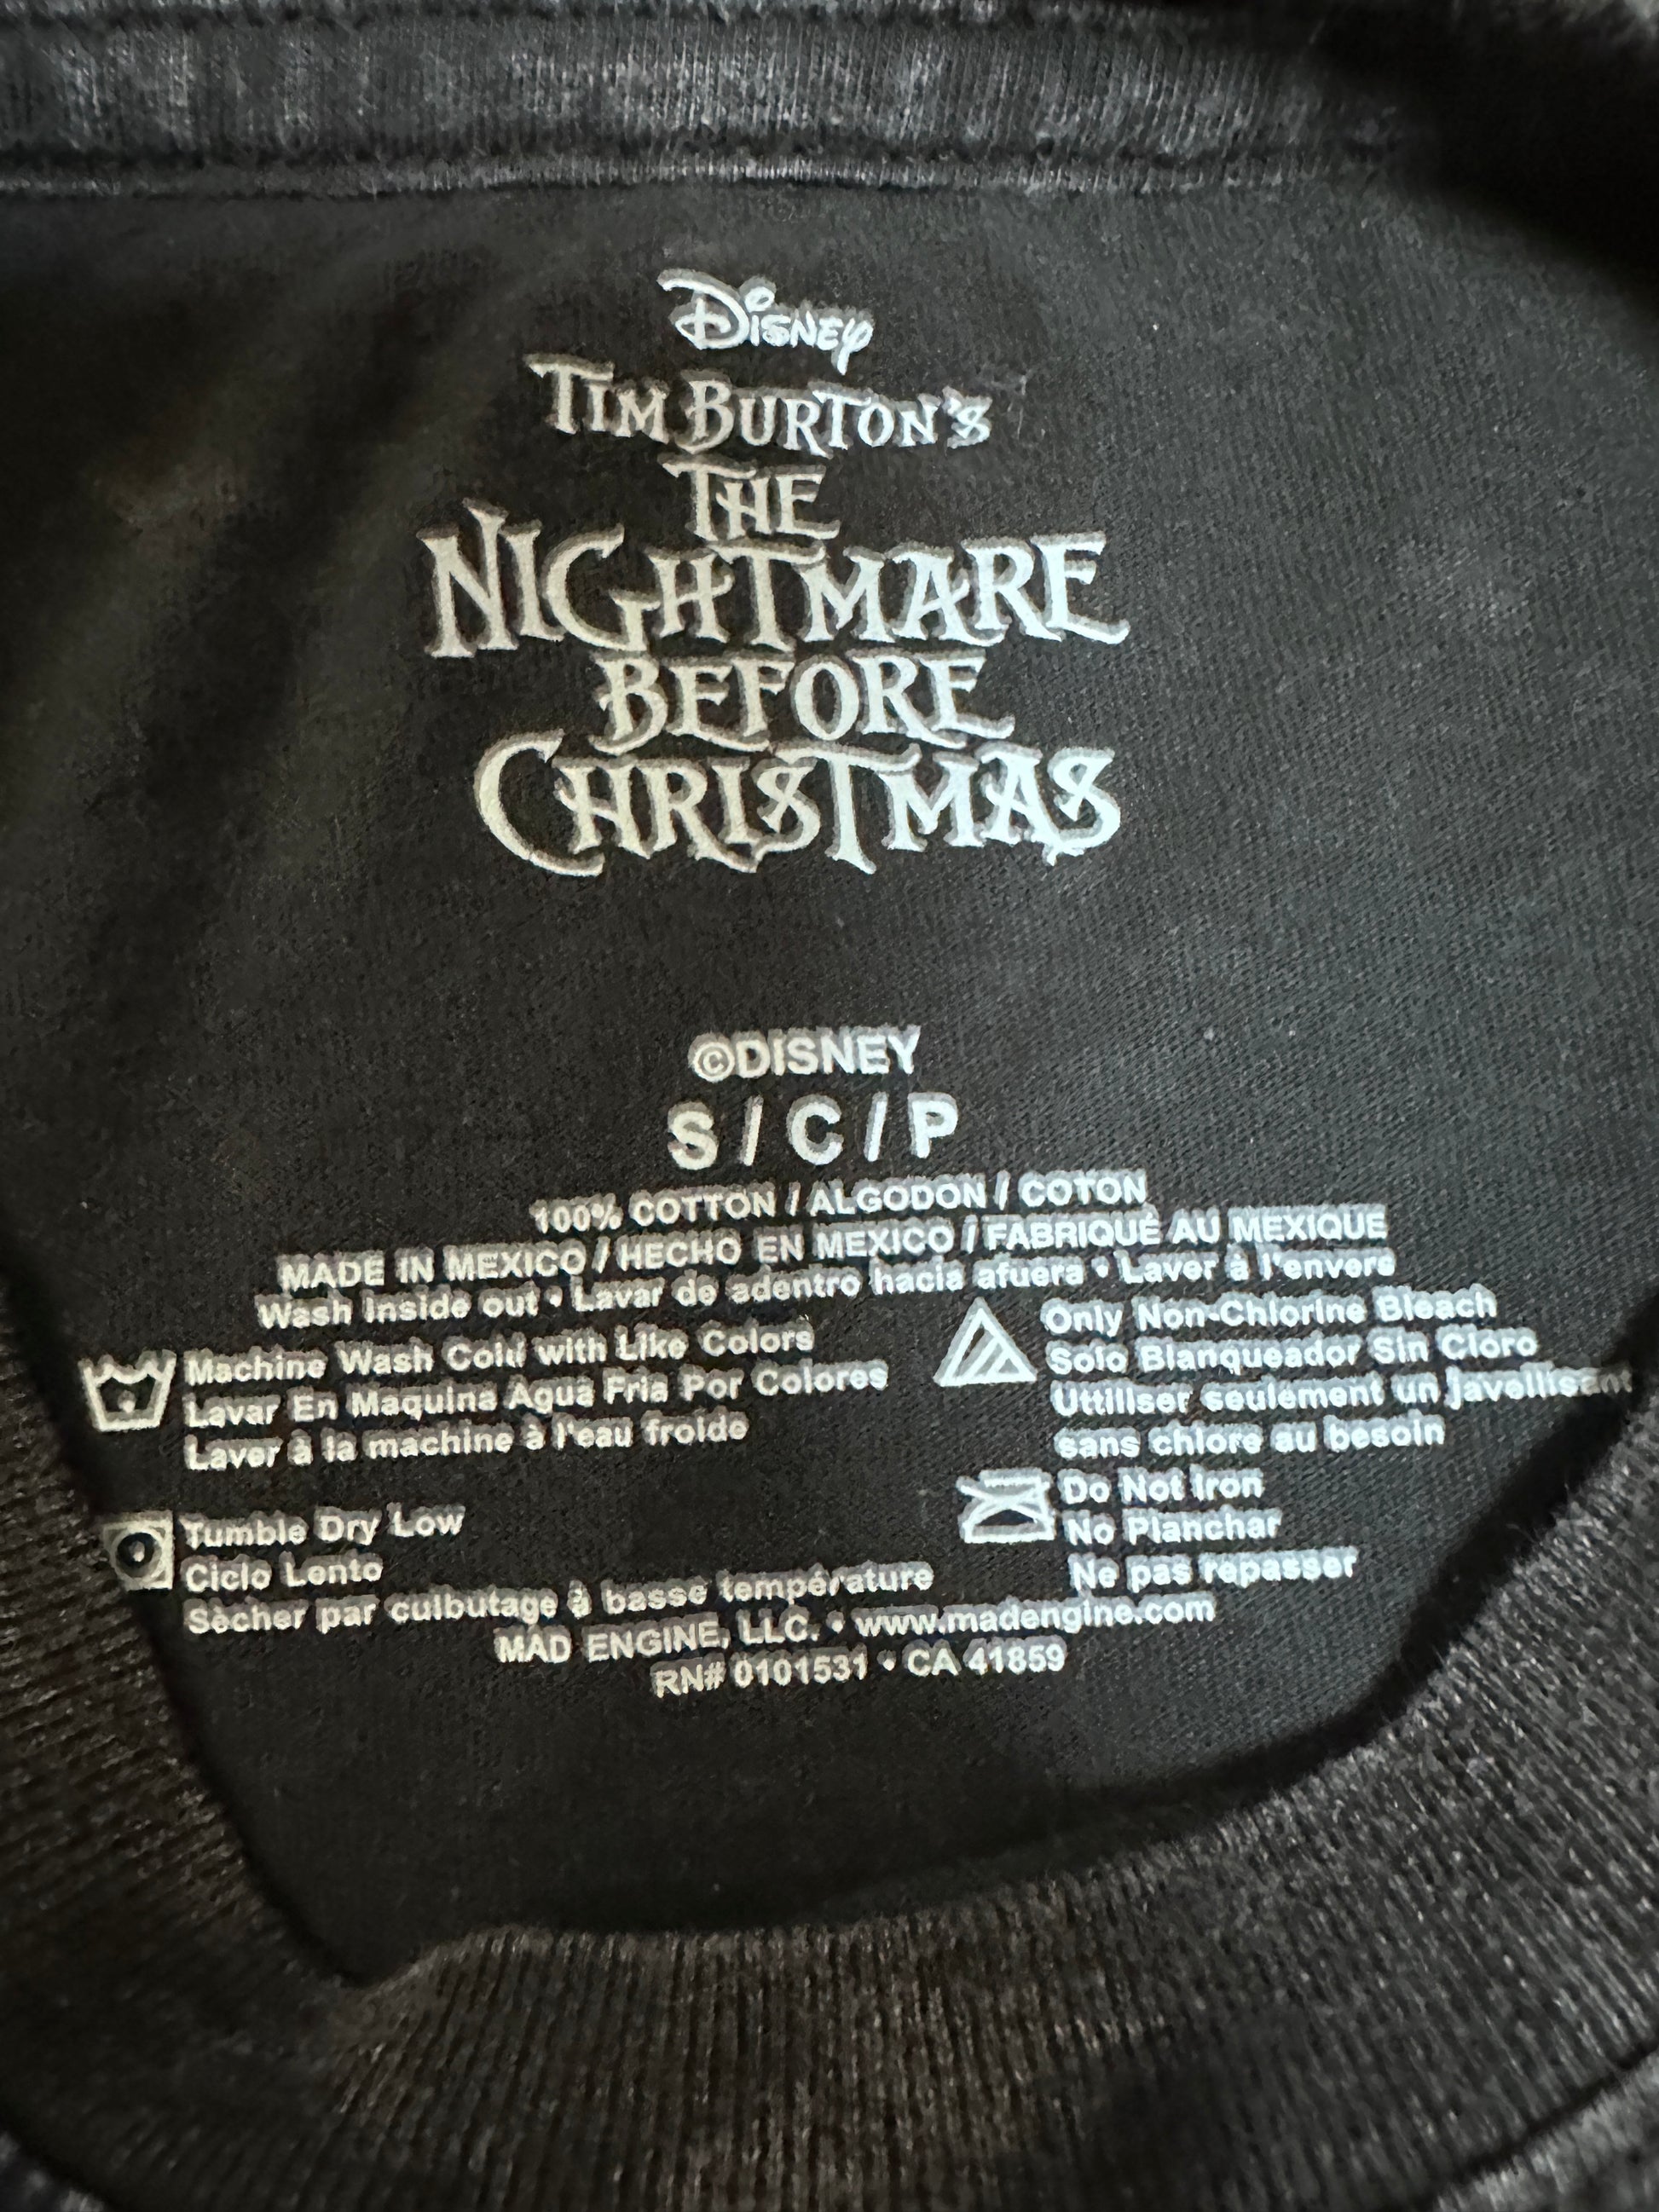 Disney
TIM BURTON'S
THE
NIGHTMARE
BEFORE
CHRISTMAS
©DISNEY
S / C / P
100% COTTON / ALGODON / COTON
MADE IN MEXICO / HECHO EN MEXICO / FABRIQUÉ AU MEXIQUE
Wash inside out • Lavar de adentro hacia afuera • Laver à l'envers
Machine Wash Cold with Like Colors
Lavar En Maquina Agua Fria Por Colores
Laver à la machine à l'eau froide
Only Non-Chlorine Bleach
Solo Blanqueador Sin Cloro
Uttiliser seulement un javellisant
sans chlore au besoin
Tumble Dry Low
Ciclo Lento
Sècher par culbutage à basse température
Do Not Iron
No Planchar
Ne pas repasser
MAD ENGINE, LLC. • www.madengine.com
RN# 0101531 • CA 41859